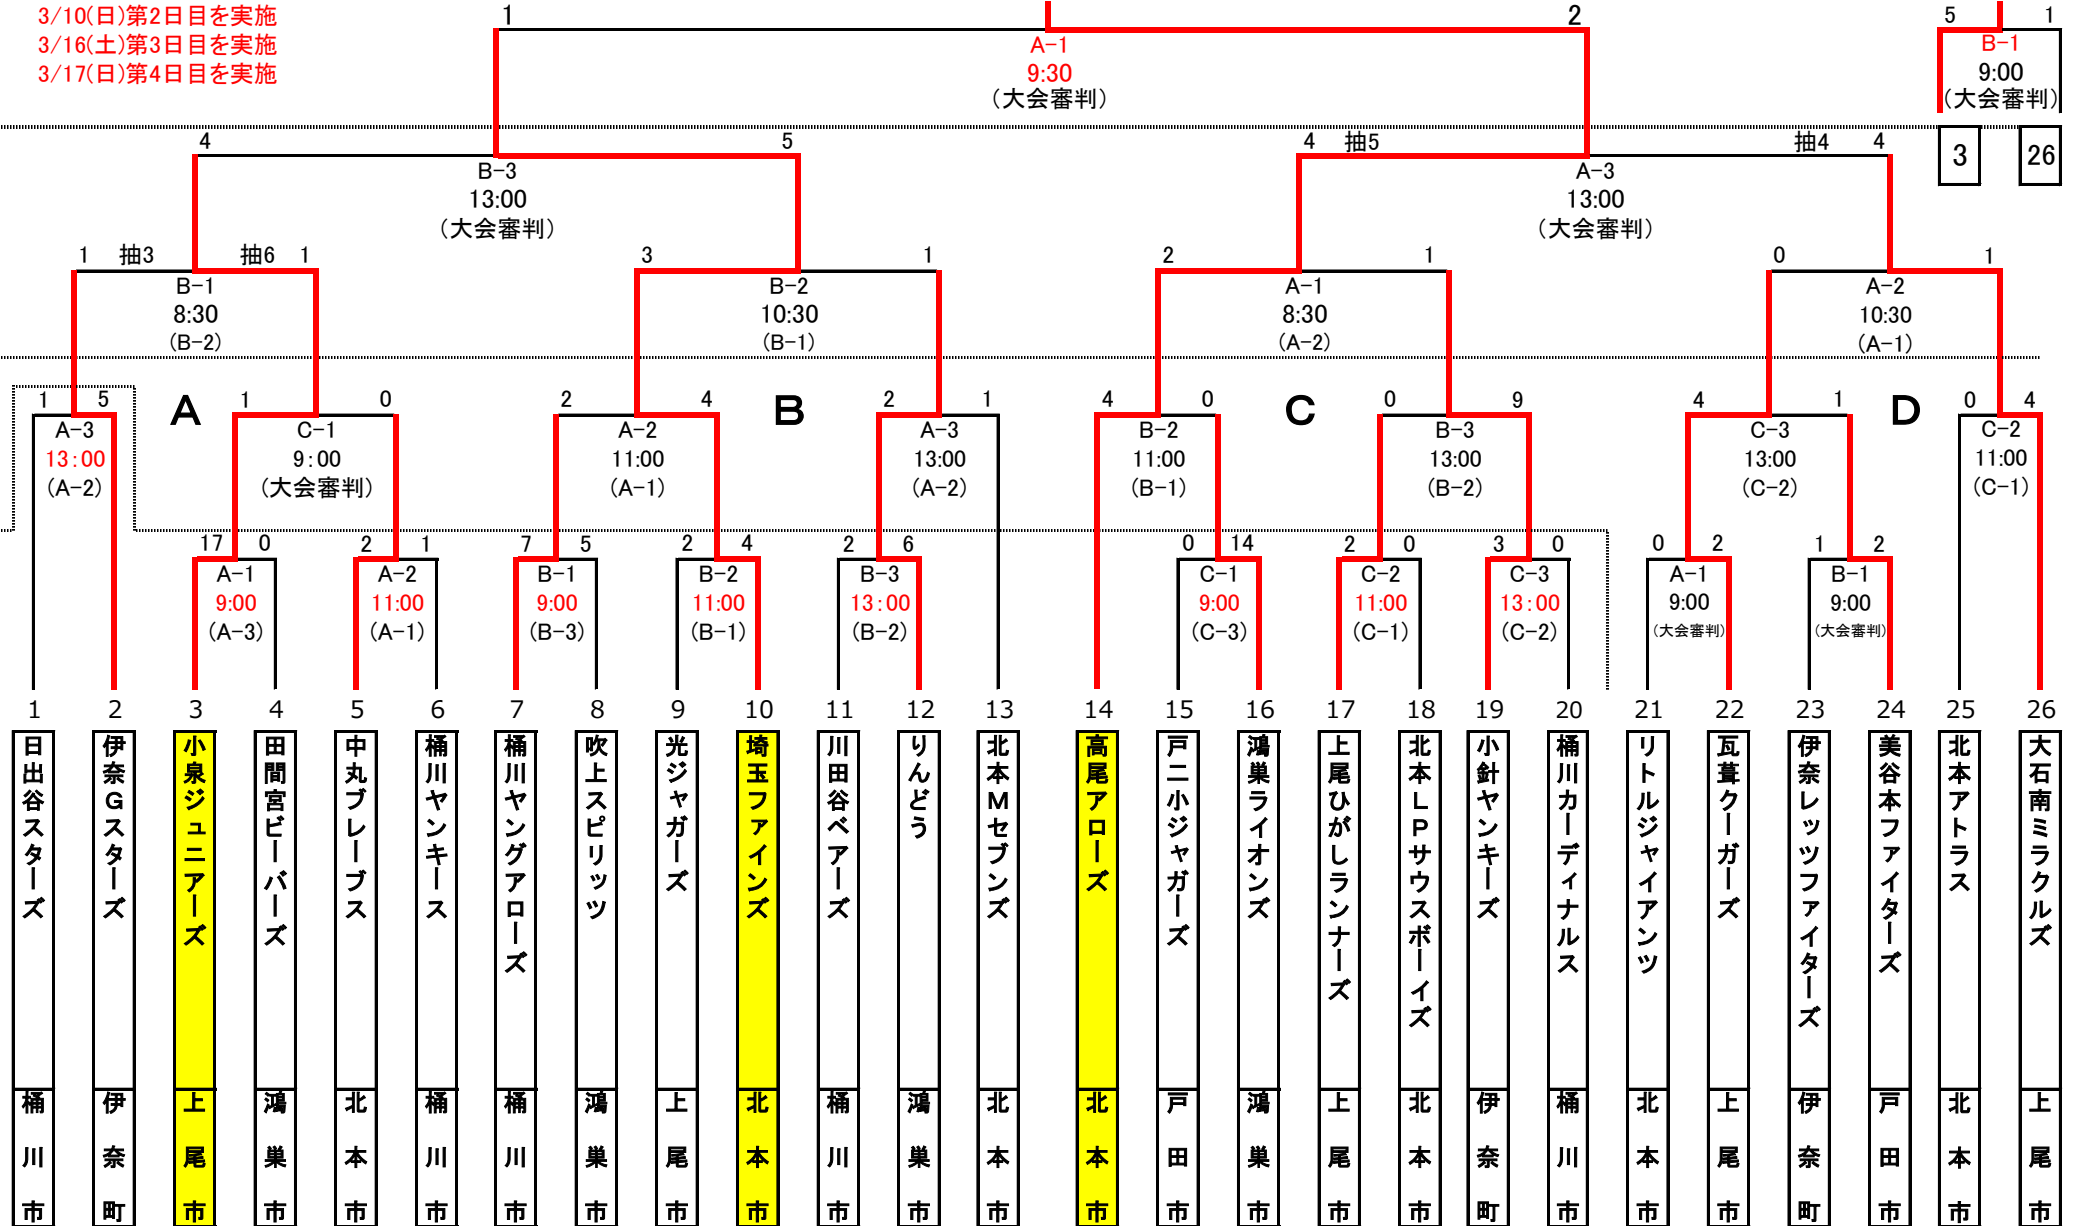 3/10(日)第2日目を実施
3/16(土)第3日目を実施
3/17(日)第4日目を実施
1 2
A-1
9:30
(大会審判)
5 1
B-1
9:00
(大会審判)
3 26
4 5
B-3
13:00
(大会審判)
4 抽5 抽4 4
A-3
13:00
(大会審判)
1 抽3 抽6 1
B-1
8:30
(B-2)
3 1
B-2
10:30
(B-1)
2 1
A-1
8:30
(A-2)
0 1
A-2
10:30
(A-1)
A B C D
1 5
A-3
13:00
(A-2)
1 0
C-1
9:00
(大会審判)
2 4
A-2
11:00
(A-1)
2 1
A-3
13:00
(A-2)
4 0
B-2
11:00
(B-1)
0 9
B-3
13:00
(B-2)
4 1
C-3
13:00
(C-2)
0 4
C-2
11:00
(C-1)
17 0
A-1
9:00
(A-3)
2 1
A-2
11:00
(A-1)
7 5
B-1
9:00
(B-3)
2 4
B-2
11:00
(B-1)
2 6
B-3
13:00
(B-2)
0 14
C-1
9:00
(C-3)
2 0
C-2
11:00
(C-1)
3 0
C-3
13:00
(C-2)
0 2
A-1
9:00
(大会審判)
1 2
B-1
9:00
(大会審判)
1 2 3 4 5 6 7 8 9 10 11 12 13 14 15 16 17 18 19 20 21 22 23 24 25 26
日出谷スターズ 桶川市
伊奈Gスターズ 伊奈町
小泉ジュニアーズ 上尾市
田間宮ビーバーズ 鴻巣市
中丸ブレーブス 北本市
桶川ヤンキース 桶川市
桶川ヤングアローズ 桶川市
吹上スピリッツ 鴻巣市
光ジャガーズ 上尾市
埼玉ファインズ 北本市
川田谷ベアーズ 桶川市
りんどう 鴻巣市
北本Mセブンズ 北本市
高尾アローズ 北本市
戸二小ジャガーズ 戸田市
鴻巣ライオンズ 鴻巣市
上尾ひがしランナーズ 上尾市
北本LPサウスボーイズ 北本市
小針ヤンキーズ 伊奈町
桶川カーディナルス 桶川市
リトルジャイアンツ 北本市
瓦葺クーガーズ 上尾市
伊奈レッツファイターズ 伊奈町
美谷本ファイターズ 戸田市
北本アトラス 北本市
大石南ミラクルズ 上尾市